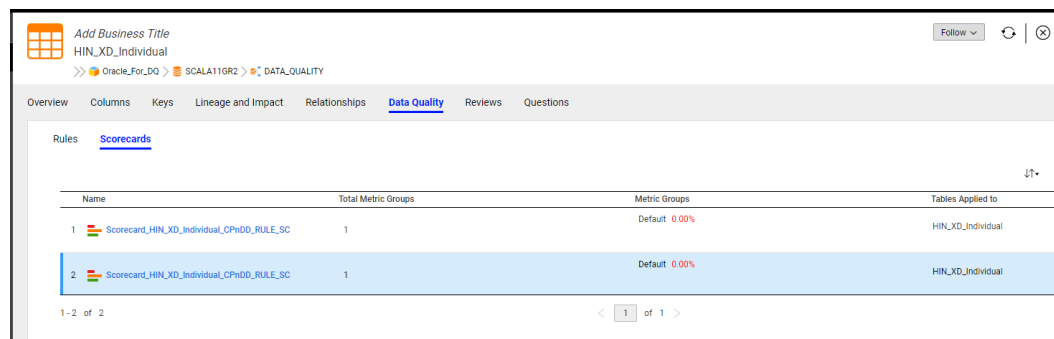 Add Business Title
Follow
HIN_XD_Individual
Oracle_For_DQ > SCALA11GR2 > DATA_QUALITY
Overview Columns Keys Lineage and Impact Relationships Data Quality Reviews Questions
Rules Scorecards
Name Total Metric Groups Metric Groups Tables Applied to
1 Scorecard_HIN_XD_Individual_CPnDD_RULE_SC 1 Default 0.00% HIN_XD_Individual
2 Scorecard_HIN_XD_Individual_CPnDD_RULE_SC 1 Default 0.00% HIN_XD_Individual
1 - 2 of 2 < 1 of 1 >